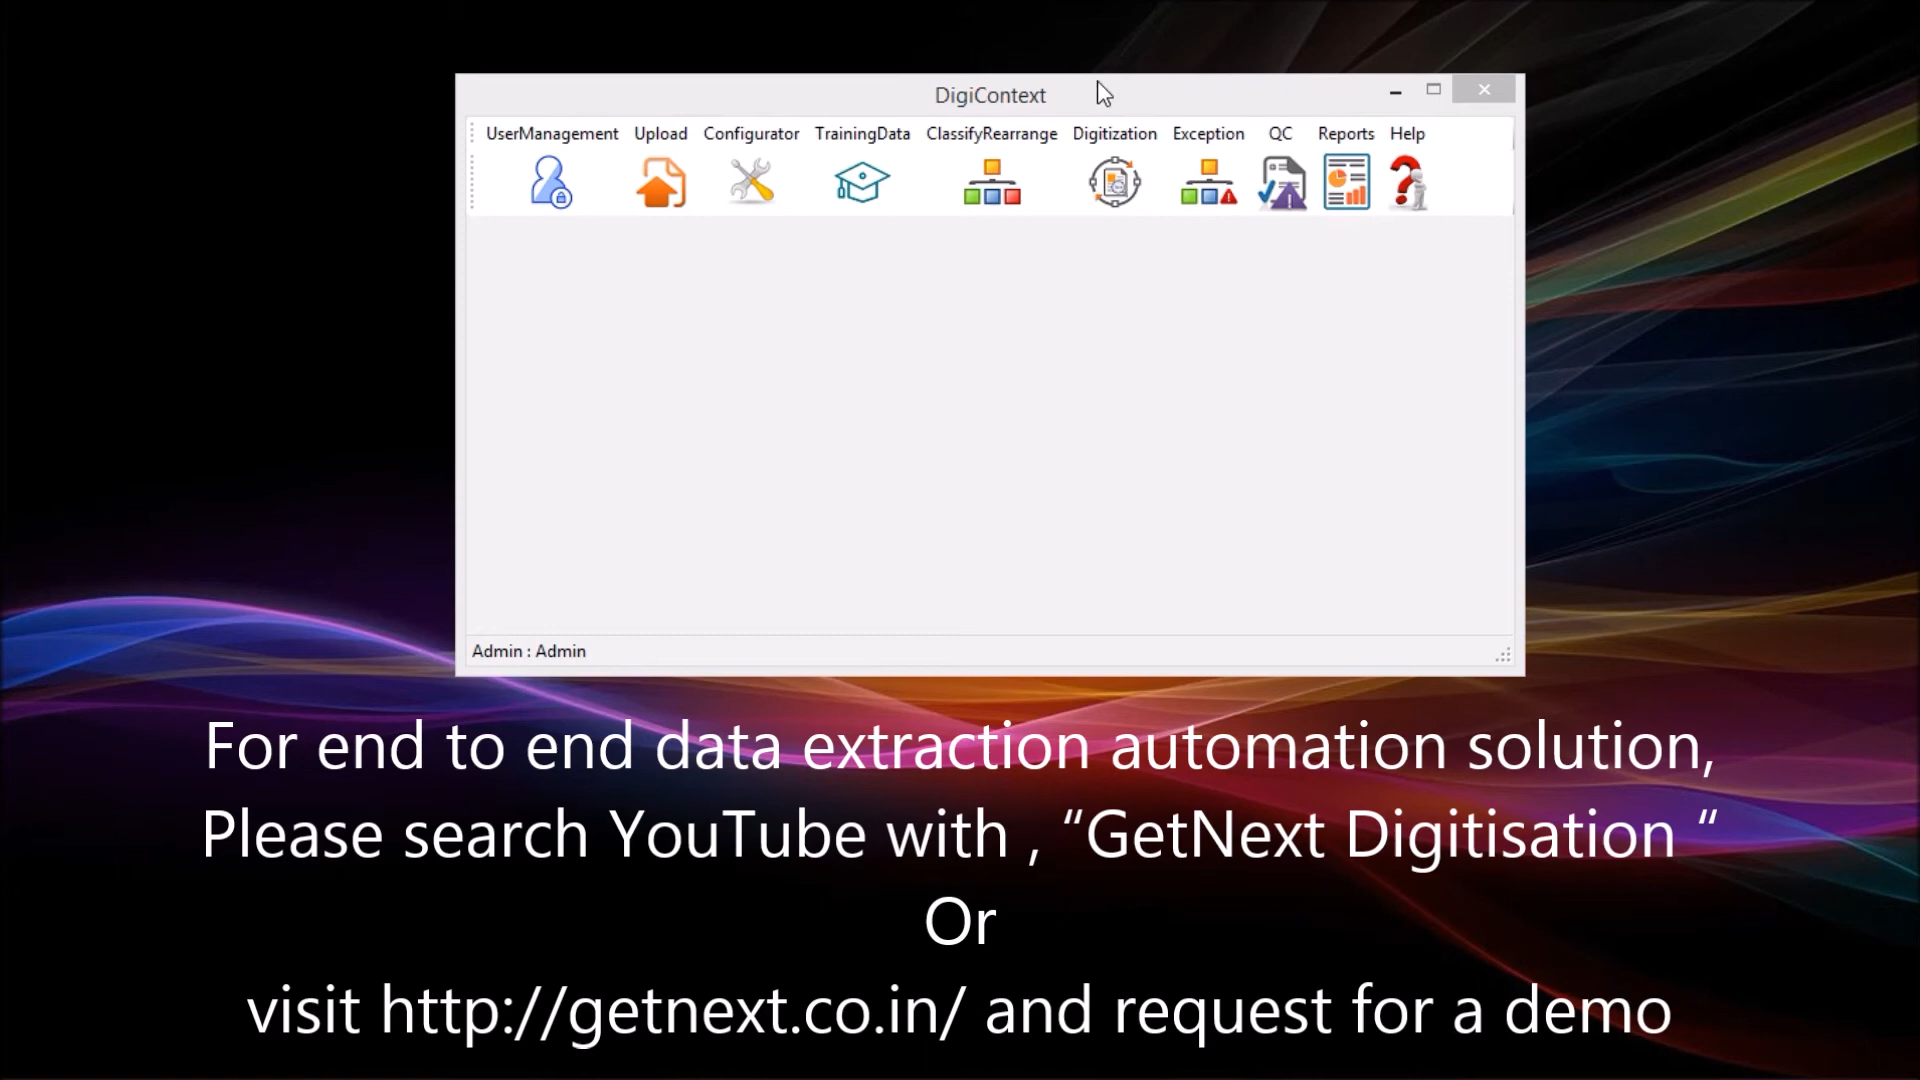 DigiContext
UserManagement Upload Configurator TrainingData ClassifyRearrange Digitization Exception QC Reports Help
Admin : Admin
For end to end data extraction automation solution,
Please search YouTube with , “GetNext Digitisation “
Or
visit http://getnext.co.in/ and request for a demo